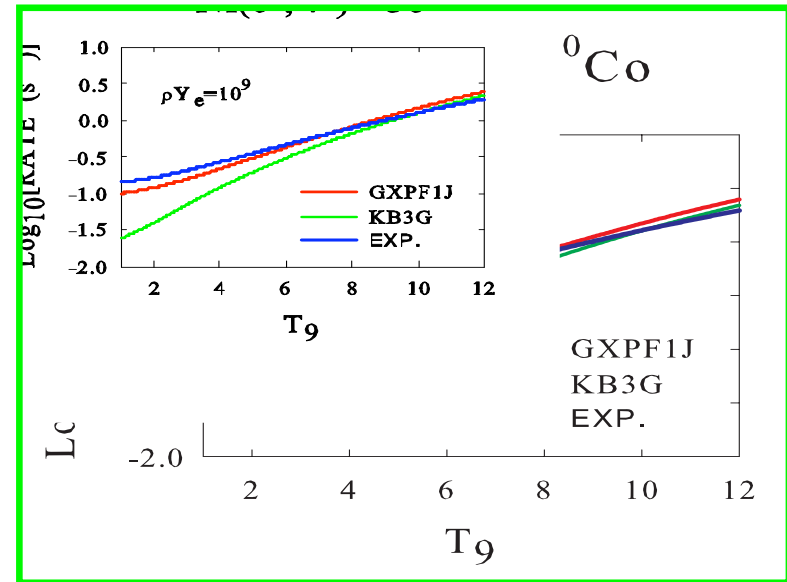 ⁰Co
1.0
0.5
ρYₑ=10⁹
0.0
-0.5
-1.0
-1.5
-2.0
GXPF1J
KB3G
EXP.
2 4 6 8 10 12
T₉
GXPF1J
KB3G
EXP.
-2.0
2 4 6 8 10 12
T₉